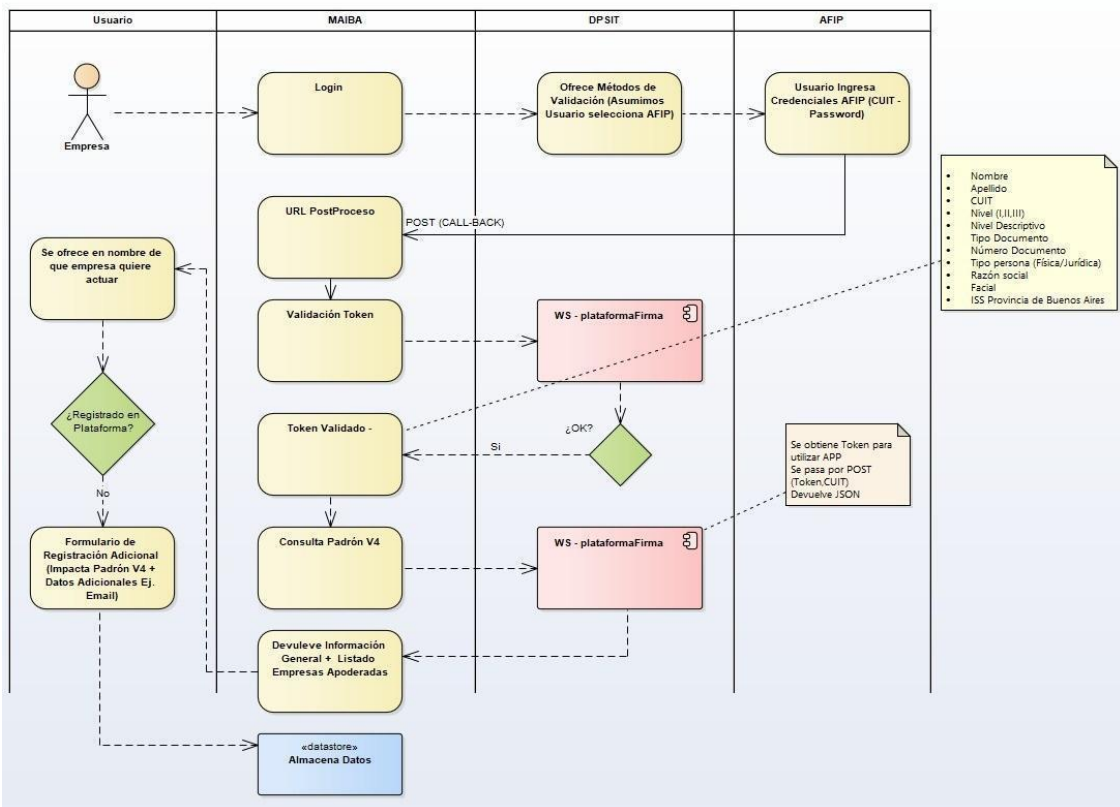 Usuario
MAIBA
DPSIT
AFIP
Empresa
Login
Ofrece Métodos de
Validación (Asumimos
Usuario selecciona AFIP)
Usuario Ingresa
Credenciales AFIP (CUIT -
Password)
Nombre
Apellido
CUIT
Nivel (I,II,III)
Nivel Descriptivo
Tipo Documento
Número Documento
Tipo persona (Física/Jurídica)
Razón social
Facial
ISS Provincia de Buenos Aires
URL PostProceso
POST (CALL-BACK)
Se ofrece en nombre de
que empresa quiere
actuar
Validación Token
WS - plataformaFirma
¿Registrado en
Plataforma?
Token Validado -
Si
¿OK?
Se obtiene Token para
utilizar APP
Se pasa por POST
(Token,CUIT)
Devuelve JSON
No
Formulario de
Registración Adicional
(Impacta Padrón V4 +
Datos Adicionales Ej.
Email)
Consulta Padrón V4
WS - plataformaFirma
Devuleve Información
General + Listado
Empresas Apoderadas
«datastore»
Almacena Datos